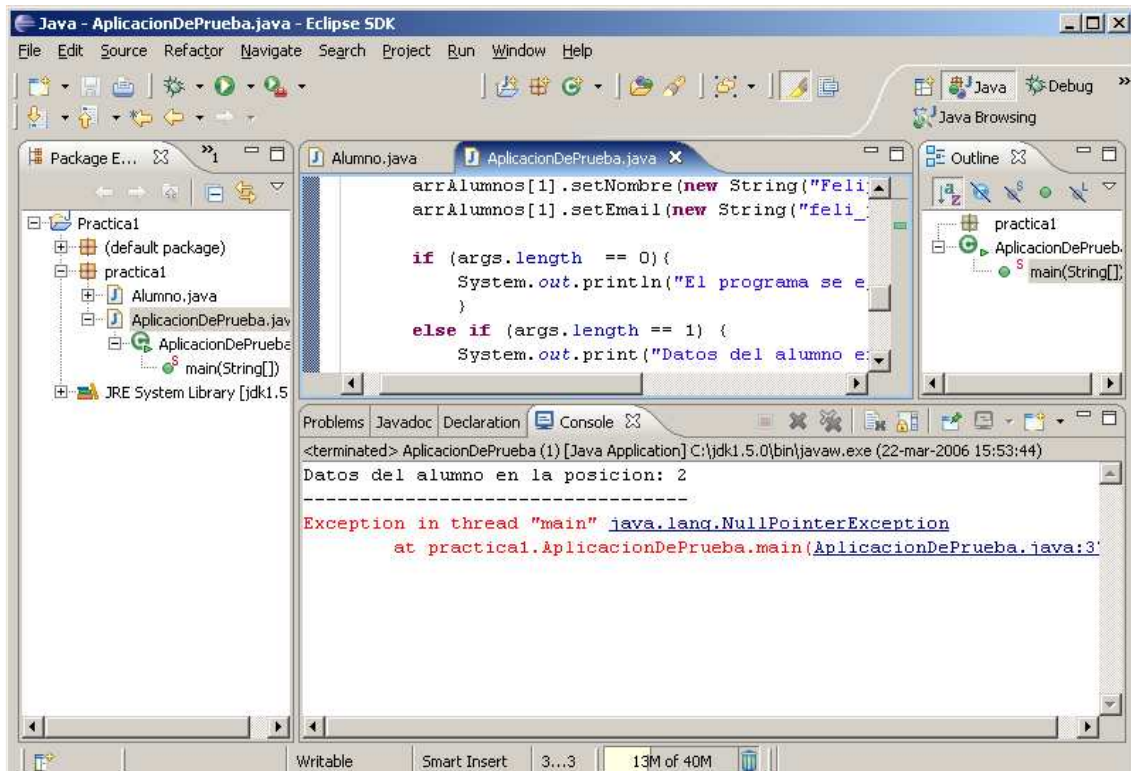 Java - AplicacionDePrueba.java - Eclipse SDK
File Edit Source Refactor Navigate Search Project Run Window Help
Java Debug »
Java Browsing
Package E... »1
Practica1
(default package)
practica1
Alumno.java
AplicacionDePrueba.jav
AplicacionDePrueba
main(String[])
JRE System Library [jdk1.5
Alumno.java AplicacionDePrueba.java
arrAlumnos[1].setNombre(new String("Feli
arrAlumnos[1].setEmail(new String("feli_
if (args.length == 0){
System.out.println("El programa se e
}
else if (args.length == 1) {
System.out.print("Datos del alumno e
Outline
practica1
AplicacionDePrueb
main(String[])
Problems Javadoc Declaration Console
<terminated> AplicacionDePrueba (1) [Java Application] C:\jdk1.5.0\bin\javaw.exe (22-mar-2006 15:53:44)
Datos del alumno en la posicion: 2
----------------------------------
Exception in thread "main" java.lang.NullPointerException
at practica1.AplicacionDePrueba.main(AplicacionDePrueba.java:3
Writable Smart Insert 3...3 13M of 40M